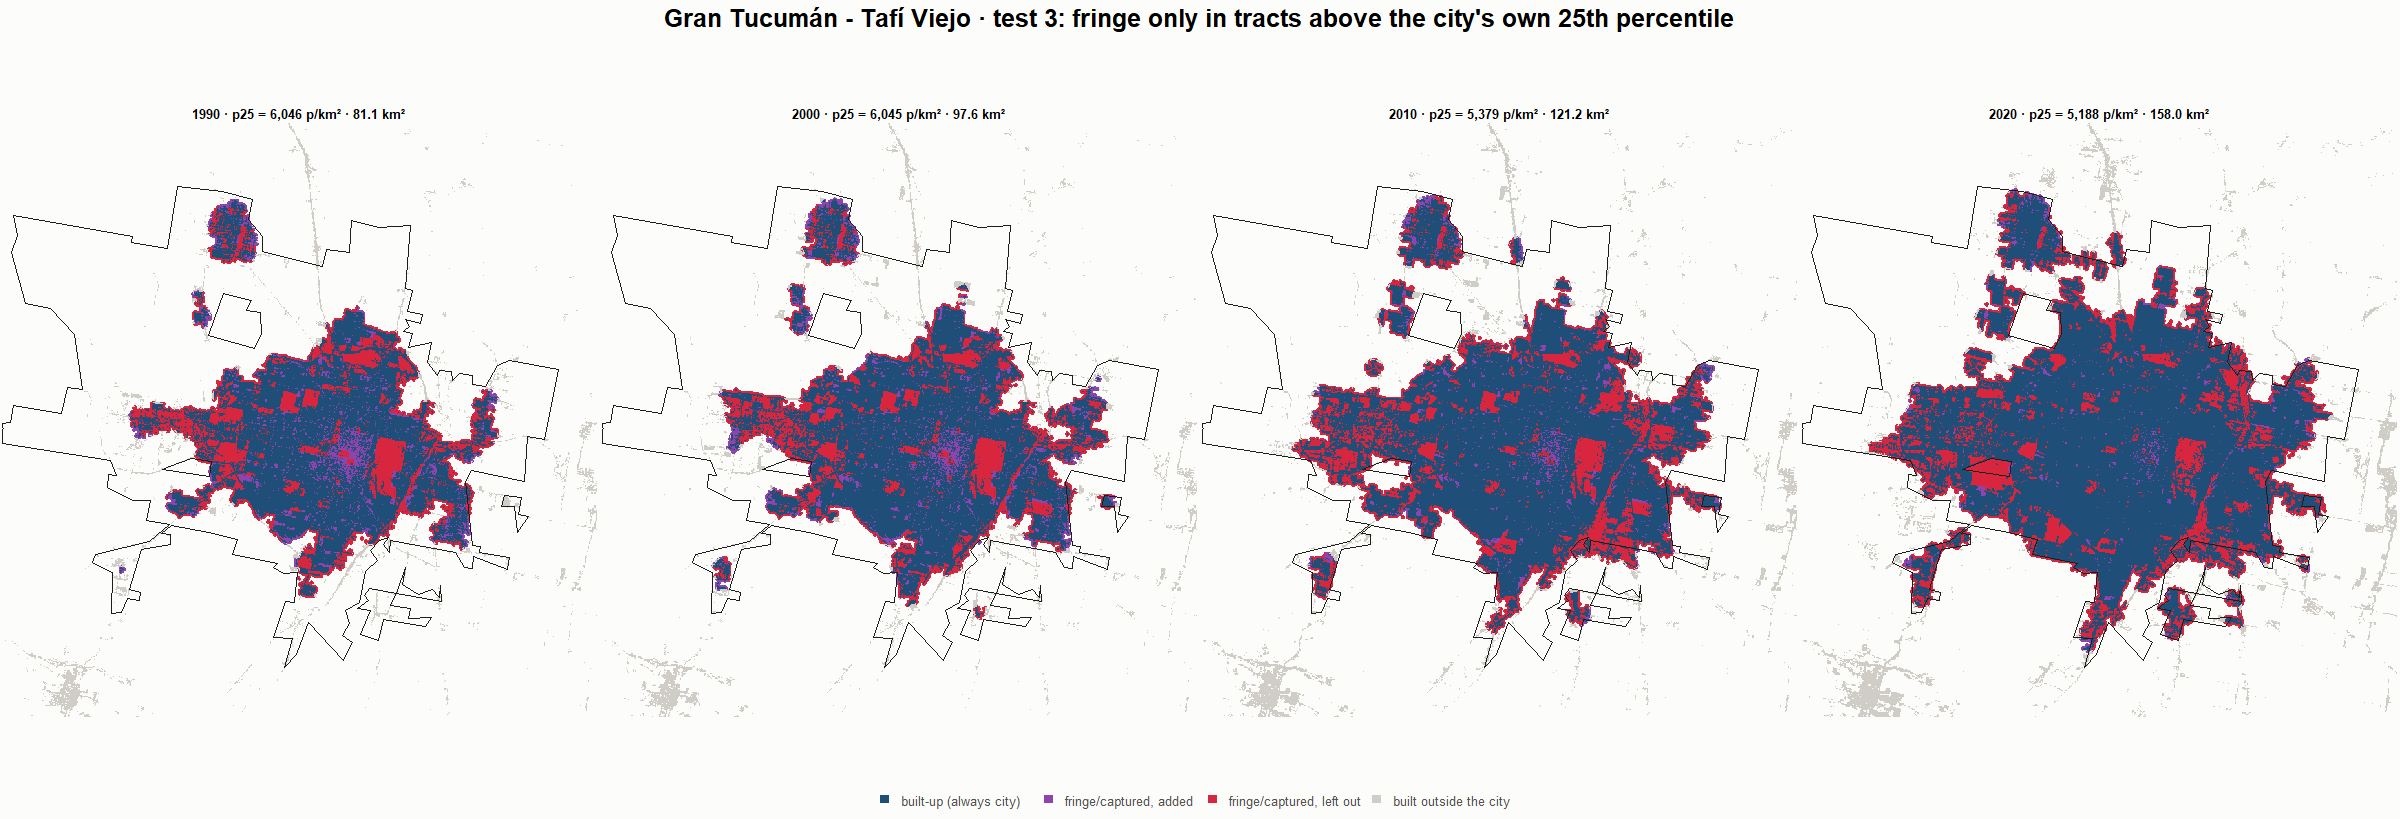 Gran Tucumán - Tafí Viejo · test 3: fringe only in tracts above the city's own 25th percentile
1990 · p25 = 6,046 p/km² · 81.1 km²
2000 · p25 = 6,045 p/km² · 97.6 km²
2010 · p25 = 5,379 p/km² · 121.2 km²
2020 · p25 = 5,188 p/km² · 158.0 km²
built-up (always city)
fringe/captured, added
fringe/captured, left out
built outside the city